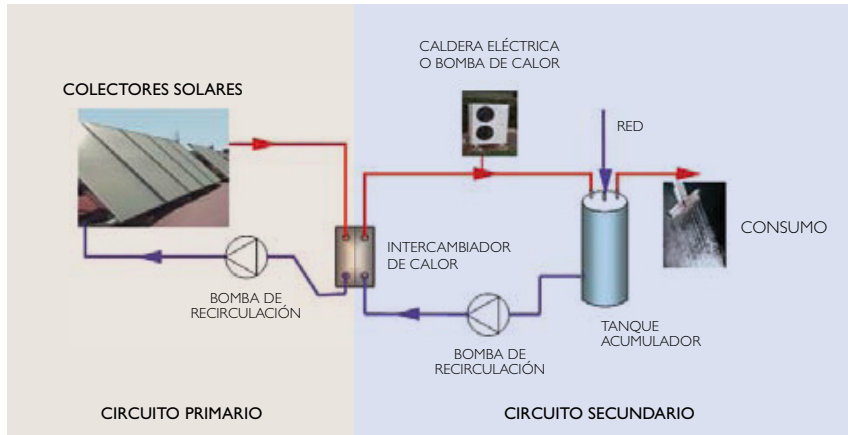 CALDERA ELÉCTRICA
O BOMBA DE CALOR
COLECTORES SOLARES
RED
CONSUMO
INTERCAMBIADOR
DE CALOR
BOMBA DE
RECIRCULACIÓN
TANQUE
ACUMULADOR
BOMBA DE
RECIRCULACIÓN
CIRCUITO PRIMARIO
CIRCUITO SECUNDARIO